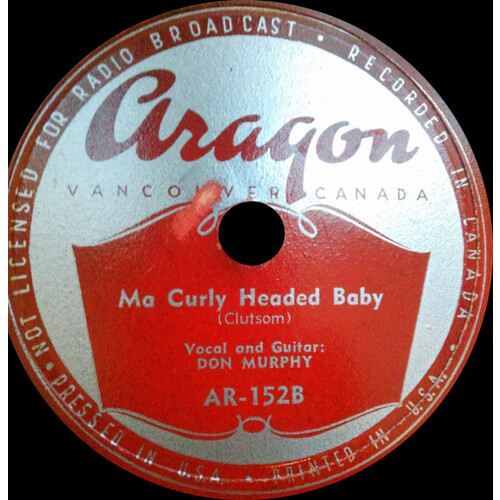 NOT LICENSED FOR RADIO BROADCAST • RECORDED IN CANADA
Aragon
VANCOUVER CANADA
Ma Curly Headed Baby
(Clutsom)
Vocal and Guitar:
DON MURPHY
AR-152B
• PRESSED IN U.S.A. • PRINTED IN U.S.A. •